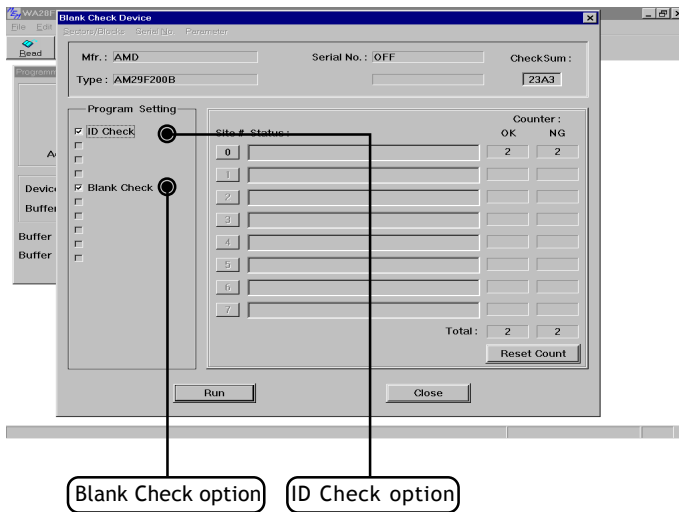 WA28F
Blank Check Device
File Edit
Sectors/Blocks Serial No. Parameter
Read
Mfr. : AMD
Serial No. : OFF
CheckSum :
Programm
Type : AM29F200B
23A3
Program Setting
Counter :
ID Check
Site # Status :
OK NG
0
2 2
A
1
Device
Blank Check
2
Buffer
3
Buffer
4
Buffer
5
6
7
Total : 2 2
Reset Count
Run
Close
Blank Check option
ID Check option